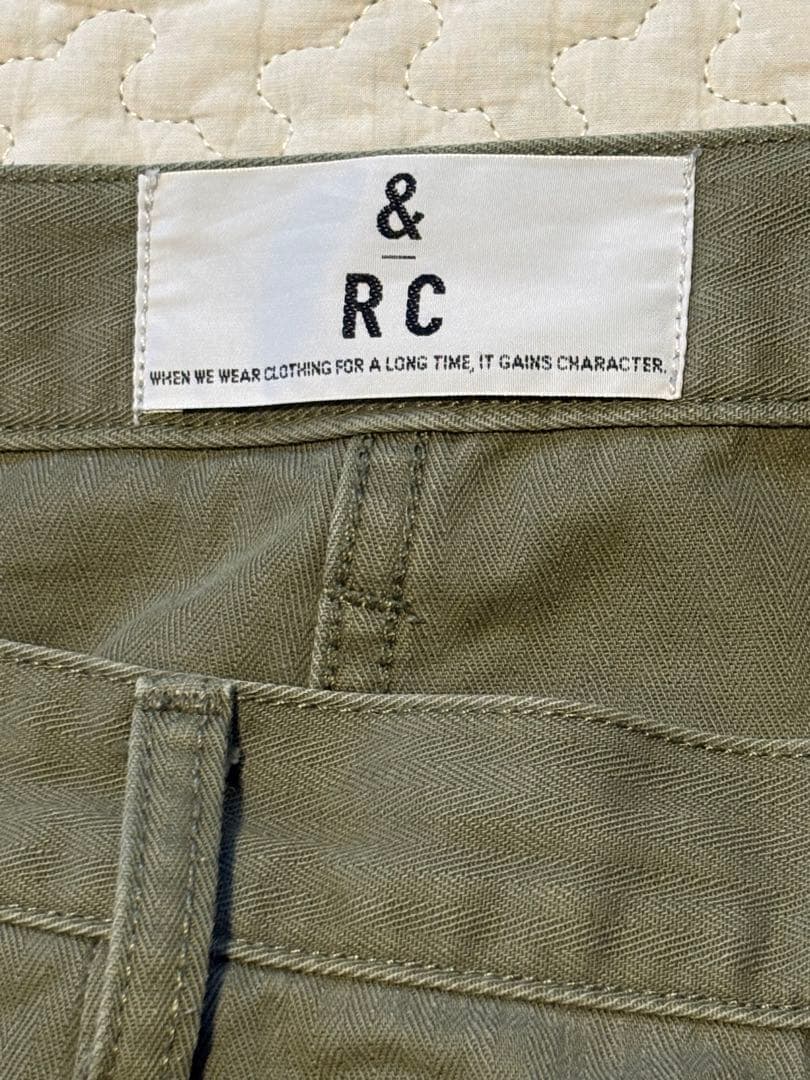 &
RC
WHEN WE WEAR CLOTHING FOR A LONG TIME, IT GAINS CHARACTER.